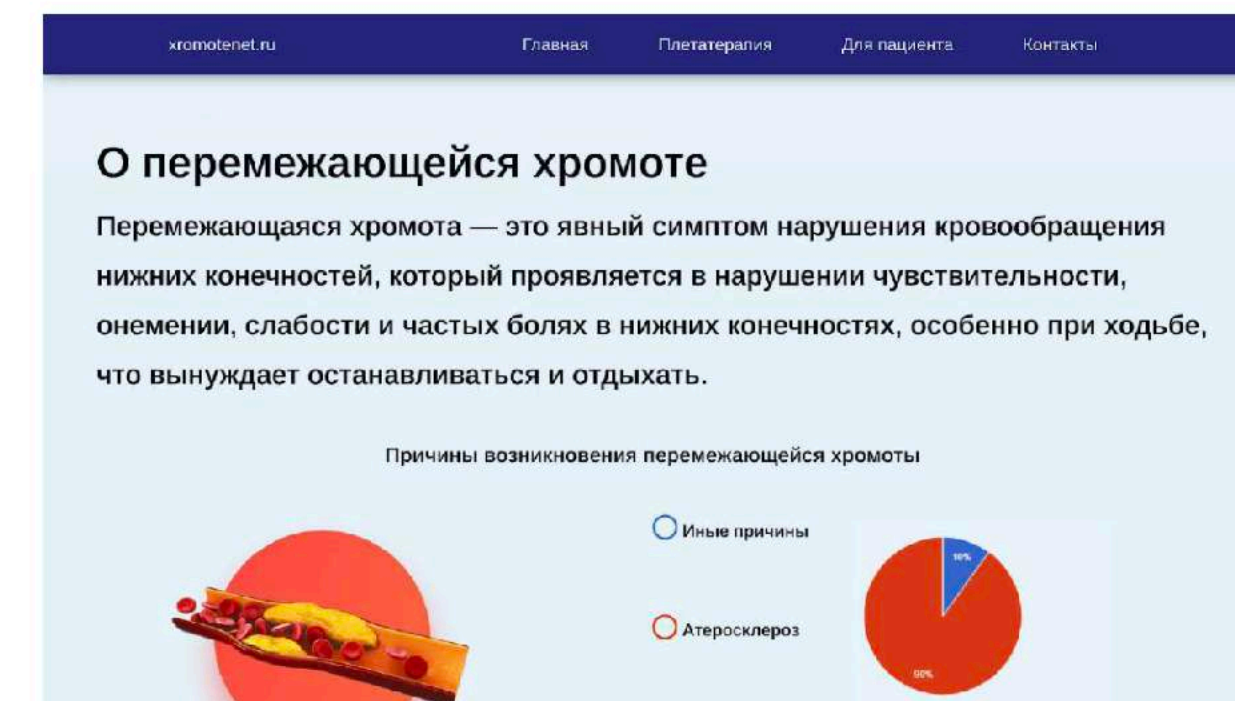 xromotenet.ru Главная Плетатерапия Для пациента Контакты
О перемежающейся хромоте
Перемежающаяся хромота — это явный симптом нарушения кровообращения
нижних конечностей, который проявляется в нарушении чувствительности,
онемении, слабости и частых болях в нижних конечностях, особенно при ходьбе,
что вынуждает останавливаться и отдыхать.
Причины возникновения перемежающейся хромоты
Иные причины
10%
Атеросклероз
90%